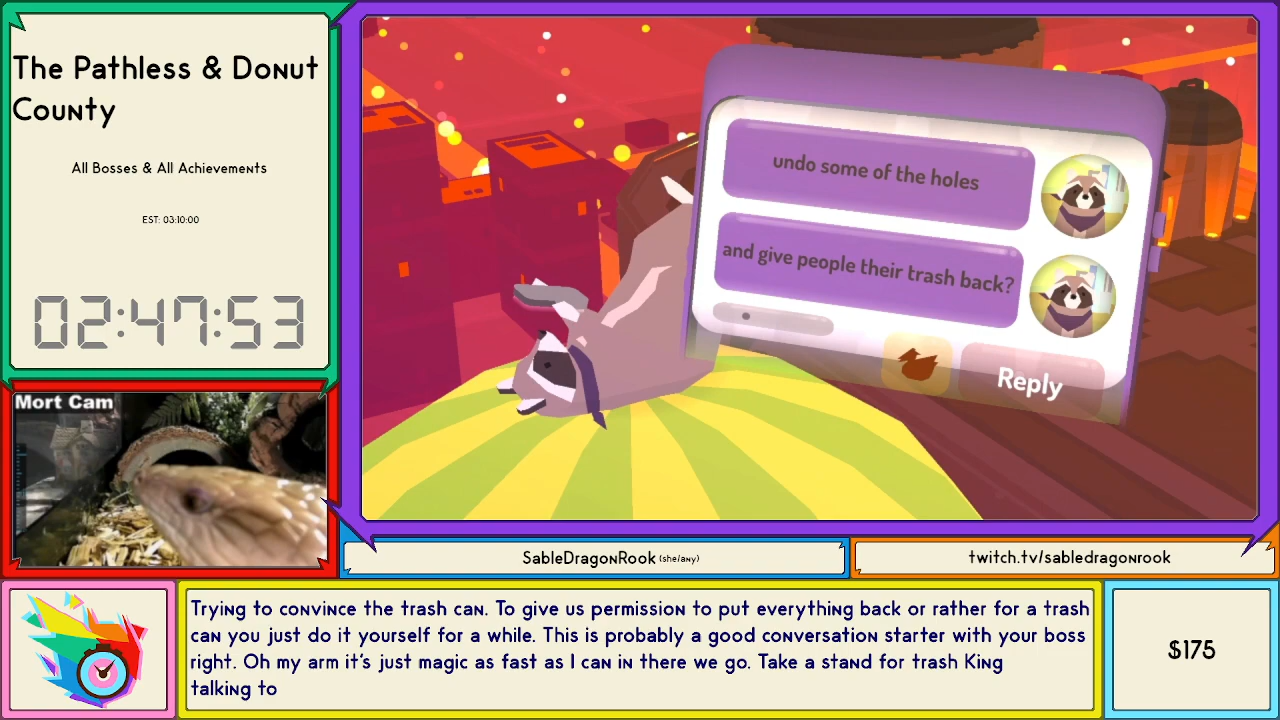 The Pathless & Donut
County
All Bosses & All Achievements
EST: 03:10:00
02:47:53
Mort Cam
undo some of the holes
and give people their trash back?
Reply
SableDragonRook (she/any)
twitch.tv/sabledragonrook
Trying to convince the trash can. To give us permission to put everything back or rather for a trash
can you just do it yourself for a while. This is probably a good conversation starter with your boss
right. Oh my arm it's just magic as fast as I can in there we go. Take a stand for trash King
talking to
$175